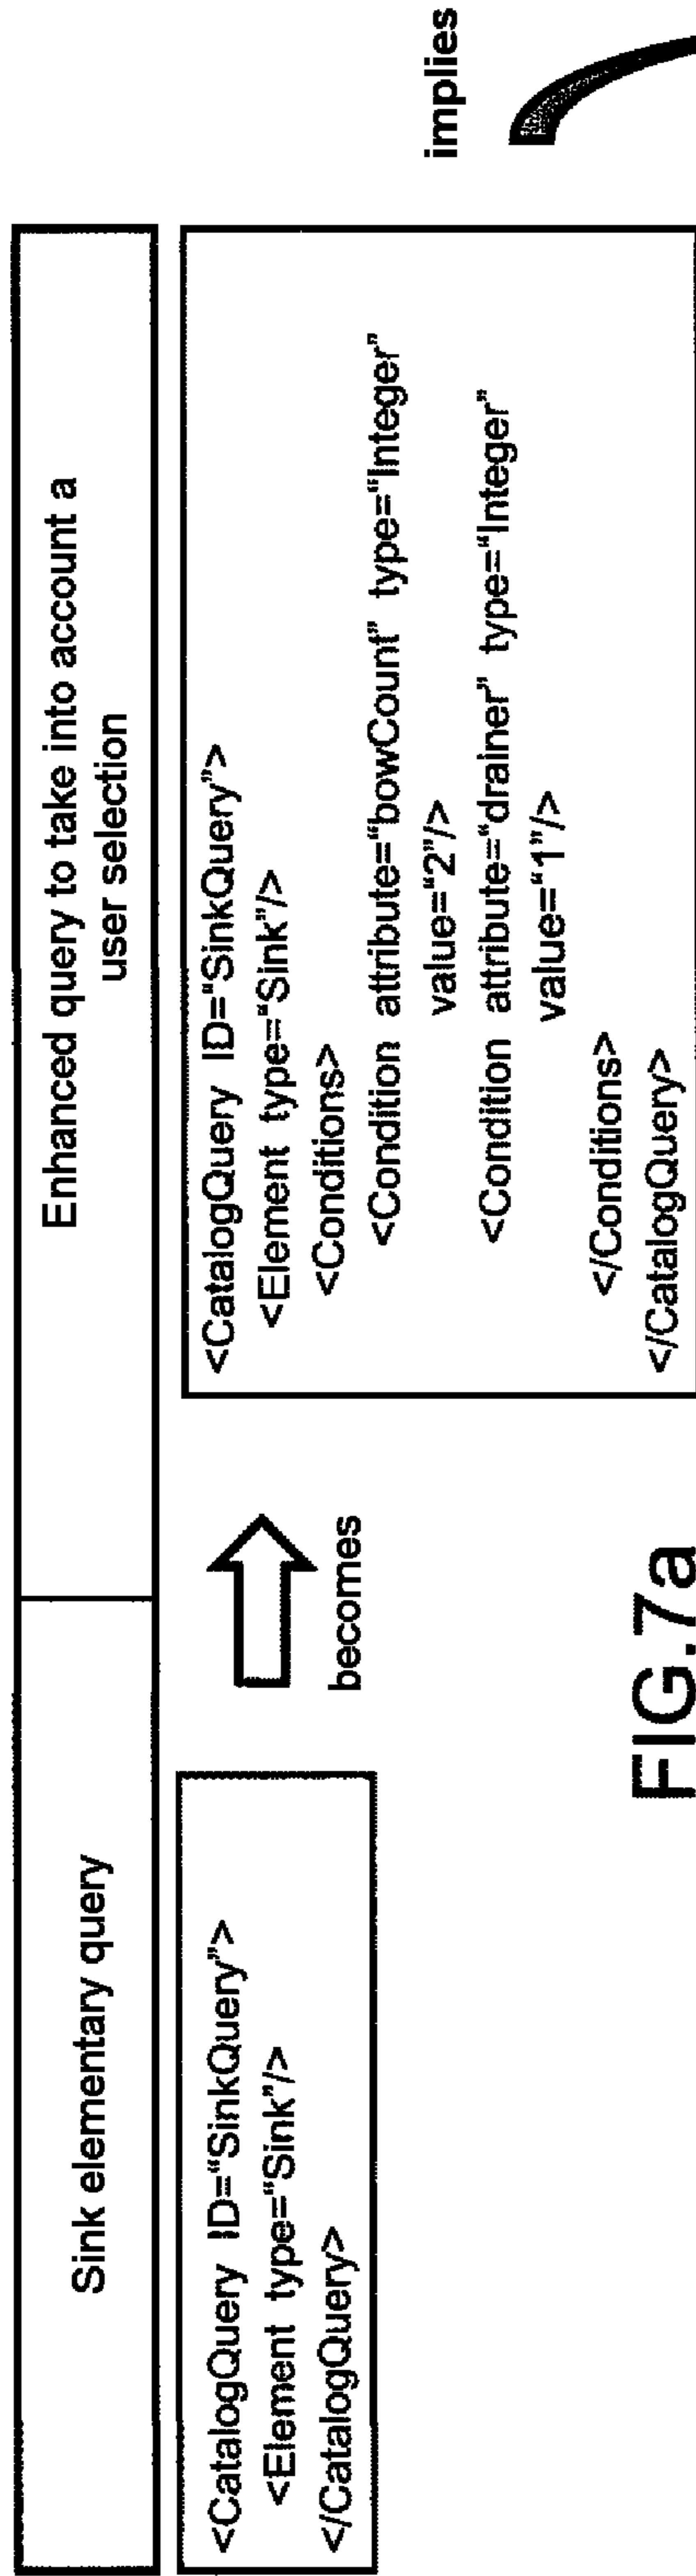 Sink elementary query
Enhanced query to take into account a
user selection
<CatalogQuery ID=“SinkQuery”>
<Element type=“Sink”/>
</CatalogQuery>
becomes
<CatalogQuery ID=“SinkQuery”>
<Element type=“Sink”/>
<Conditions>
<Condition attribute=“bowCount” type=“Integer”
value=“2”/>
<Condition attribute=“drainer” type=“Integer”
value=“1”/>
</Conditions>
</CatalogQuery>
implies
FIG.7a